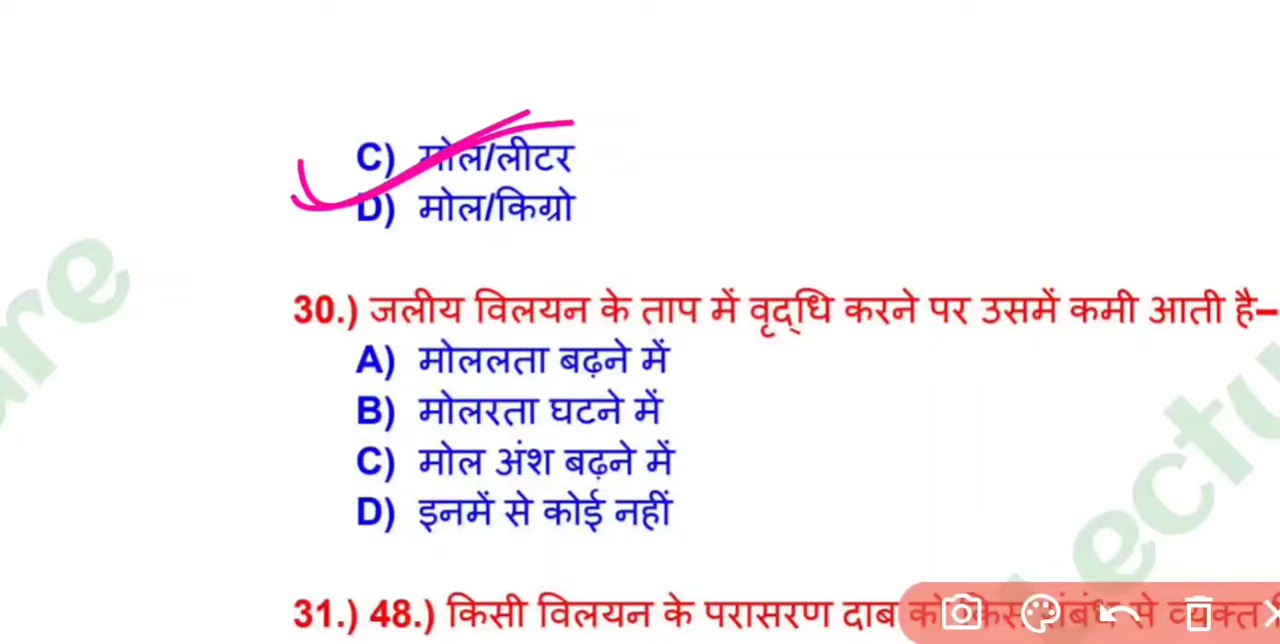 C) मोल/लीटर
D) मोल/किग्रो
30.) जलीय विलयन के ताप में वृद्धि करने पर उसमें कमी आती है–
A) मोललता बढ़ने में
B) मोलरता घटने में
C) मोल अंश बढ़ने में
D) इनमें से कोई नहीं
31.) 48.) किसी विलयन के परासरण दाब को किस संबंध से व्यक्त